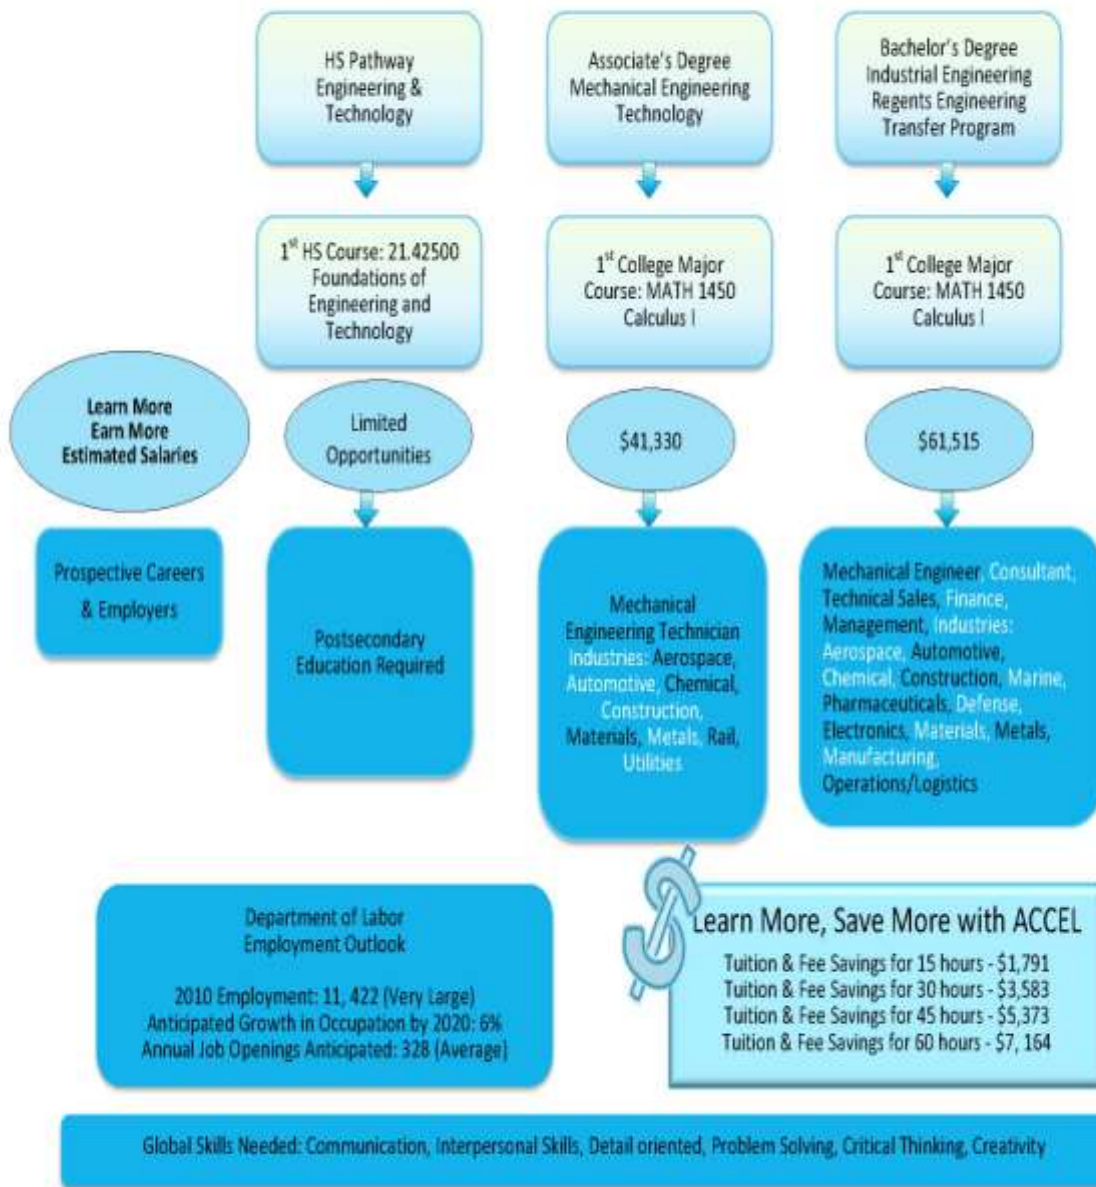 HS Pathway
Engineering &
Technology
Associate's Degree
Mechanical Engineering
Technology
Bachelor's Degree
Industrial Engineering
Regents Engineering
Transfer Program
1st HS Course: 21.42500
Foundations of
Engineering and
Technology
1st College Major
Course: MATH 1450
Calculus I
1st College Major
Course: MATH 1450
Calculus I
Learn More
Earn More
Estimated Salaries
Limited
Opportunities
$41,330
$61,515
Prospective Careers
& Employers
Postsecondary
Education Required
Mechanical
Engineering Technician
Industries: Aerospace,
Automotive, Chemical,
Construction,
Materials, Metals, Rail,
Utilities
Mechanical Engineer, Consultant,
Technical Sales, Finance,
Management, Industries:
Aerospace, Automotive,
Chemical, Construction, Marine,
Pharmaceuticals, Defense,
Electronics, Materials, Metals,
Manufacturing,
Operations/Logistics
Department of Labor
Employment Outlook
2010 Employment: 11, 422 (Very Large)
Anticipated Growth in Occupation by 2020: 6%
Annual Job Openings Anticipated: 328 (Average)
$
Learn More, Save More with ACCEL
Tuition & Fee Savings for 15 hours - $1,791
Tuition & Fee Savings for 30 hours - $3,583
Tuition & Fee Savings for 45 hours - $5,373
Tuition & Fee Savings for 60 hours - $7, 164
Global Skills Needed: Communication, Interpersonal Skills, Detail oriented, Problem Solving, Critical Thinking, Creativity